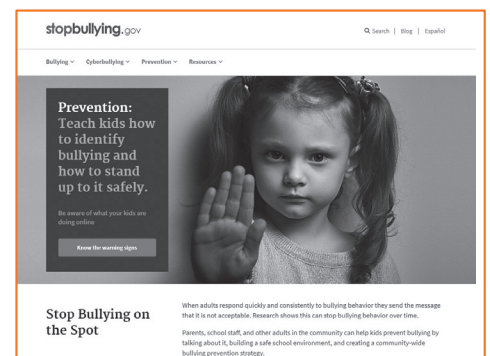 stopbullying.gov
Search | Blog | Español
Bullying Cyberbullying Prevention Resources
Prevention:
Teach kids how
to identify
bullying and
how to stand
up to it safely.
Be aware of what your kids are
doing online
Know the warning signs
Stop Bullying on
the Spot
When adults respond quickly and consistently to bullying behavior they send the message
that it is not acceptable. Research shows this can stop bullying behavior over time.
Parents, school staff, and other adults in the community can help kids prevent bullying by
talking about it, building a safe school environment, and creating a community-wide
bullying prevention strategy.